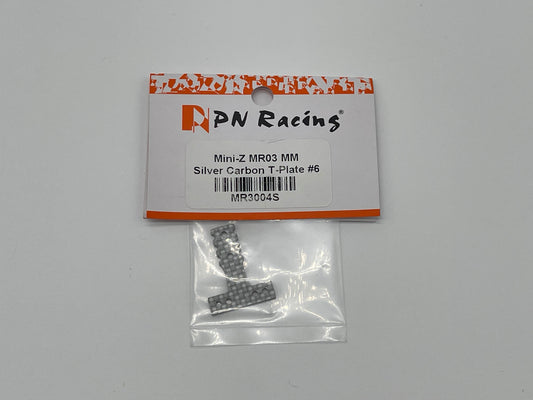 PN Racing®
Mini-Z MR03 MM
Silver Carbon T-Plate #6
MR3004S